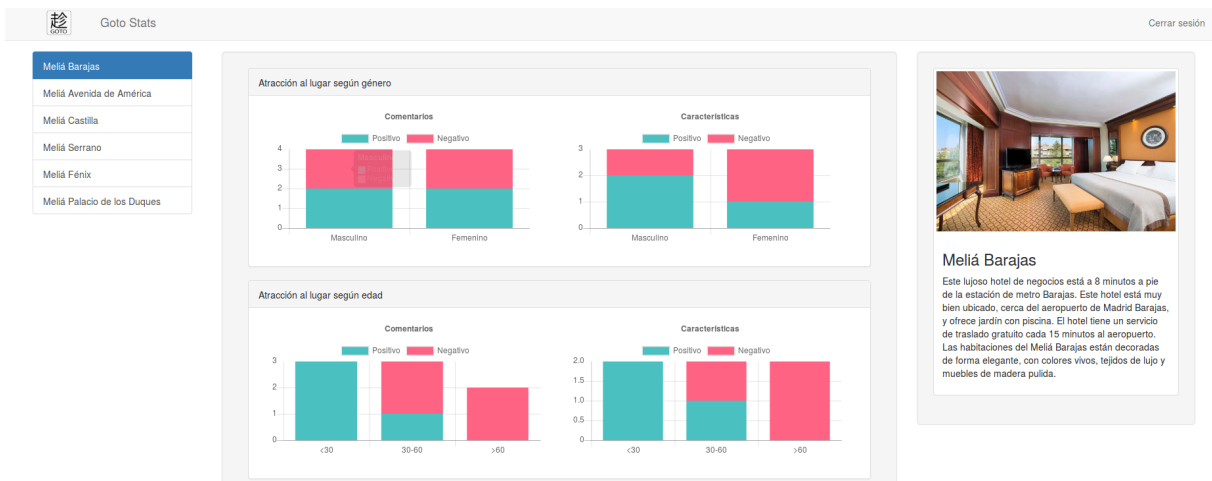 趁
GOTO
Goto Stats
Cerrar sesión
Meliá Barajas
Meliá Avenida de América
Meliá Castilla
Meliá Serrano
Meliá Fénix
Meliá Palacio de los Duques
Atracción al lugar según género
Comentarios
Positivo Negativo
4
3
2
1
0
Masculino Femenino
Características
Positivo Negativo
3
2
1
0
Masculino Femenino
Atracción al lugar según edad
Comentarios
Positivo Negativo
3
2
1
0
<30 30-60 >60
Características
Positivo Negativo
2.0
1.5
1.0
0.5
0
<30 30-60 >60
Meliá Barajas
Este lujoso hotel de negocios está a 8 minutos a pie
de la estación de metro Barajas. Este hotel está muy
bien ubicado, cerca del aeropuerto de Madrid Barajas,
y ofrece jardín con piscina. El hotel tiene un servicio
de traslado gratuito cada 15 minutos al aeropuerto.
Las habitaciones del Meliá Barajas están decoradas
de forma elegante, con colores vivos, tejidos de lujo y
muebles de madera pulida.